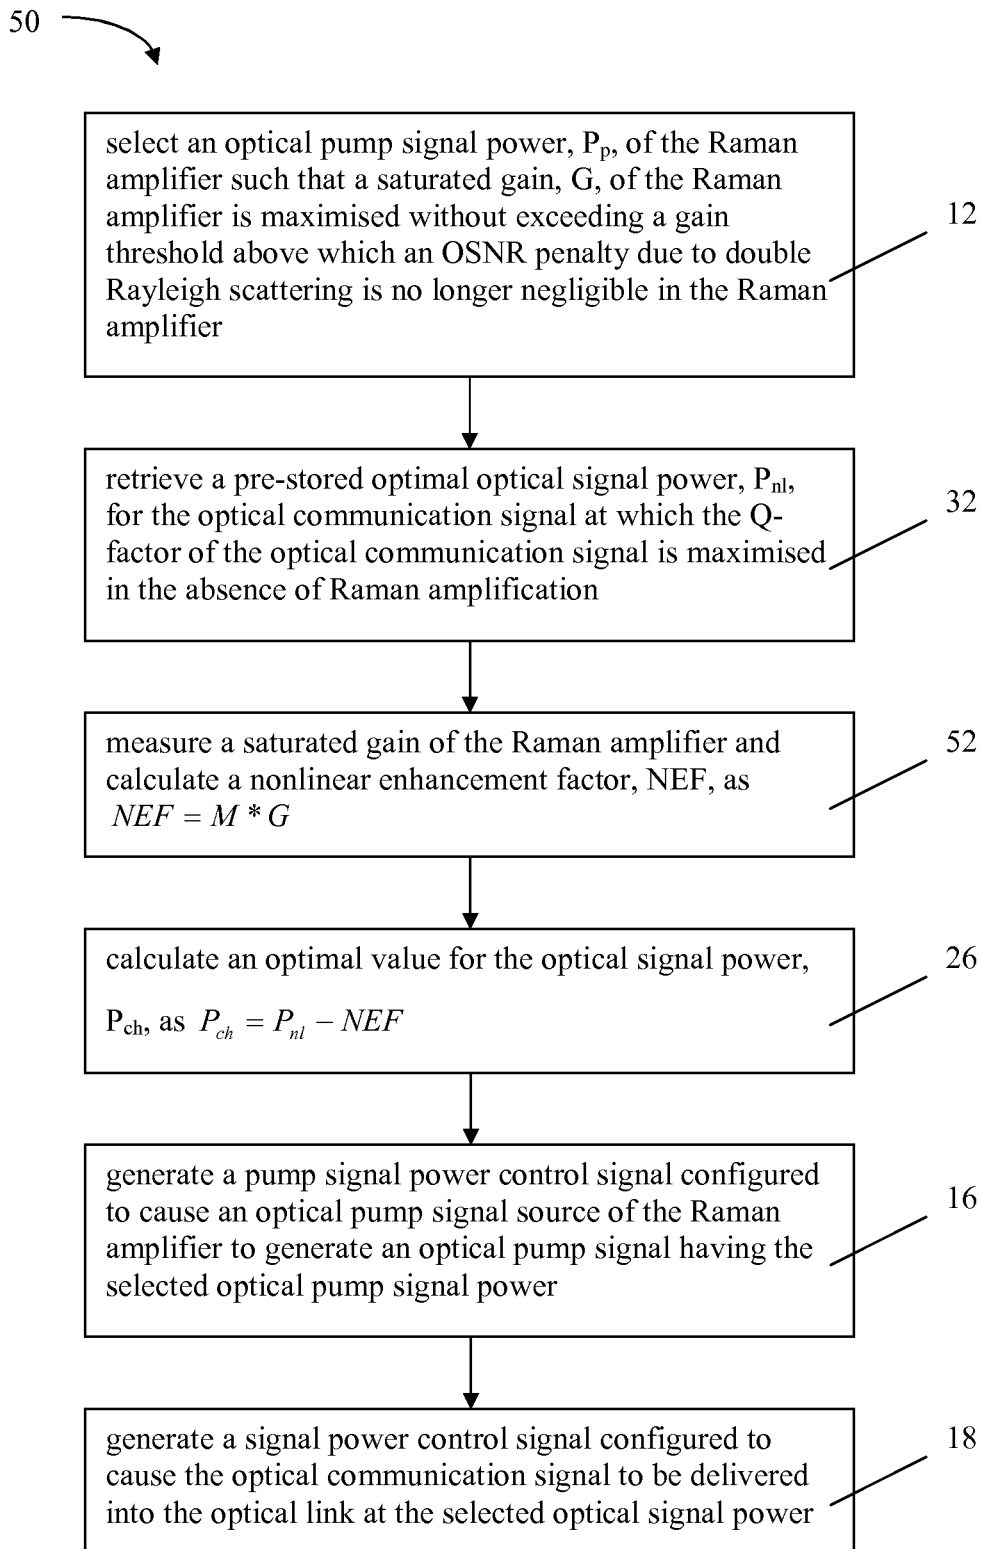 50
select an optical pump signal power, Pp, of the Raman
amplifier such that a saturated gain, G, of the Raman
amplifier is maximised without exceeding a gain
threshold above which an OSNR penalty due to double
Rayleigh scattering is no longer negligible in the Raman
amplifier
12
retrieve a pre-stored optimal optical signal power, Pnl,
for the optical communication signal at which the Q-
factor of the optical communication signal is maximised
in the absence of Raman amplification
32
measure a saturated gain of the Raman amplifier and
calculate a nonlinear enhancement factor, NEF, as
NEF = M * G
52
calculate an optimal value for the optical signal power,
Pch, as Pch = Pnl − NEF
26
generate a pump signal power control signal configured
to cause an optical pump signal source of the Raman
amplifier to generate an optical pump signal having the
selected optical pump signal power
16
generate a signal power control signal configured to
cause the optical communication signal to be delivered
into the optical link at the selected optical signal power
18